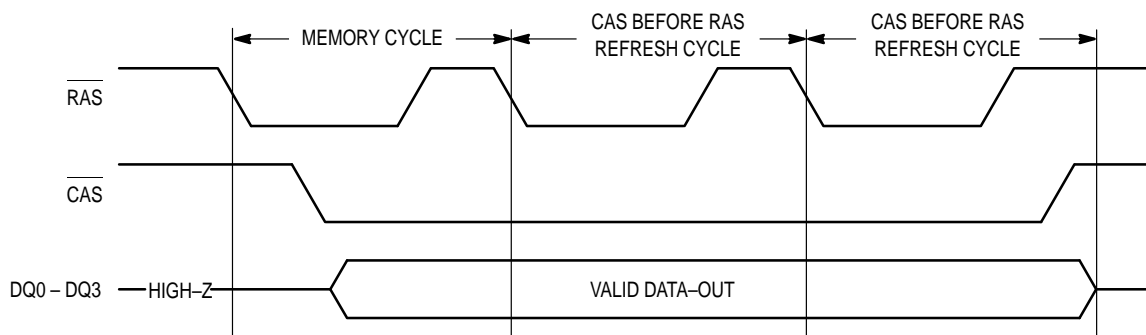 MEMORY CYCLE
CAS BEFORE RAS
REFRESH CYCLE
CAS BEFORE RAS
REFRESH CYCLE
RAS
CAS
DQ0 – DQ3
HIGH–Z
VALID DATA–OUT